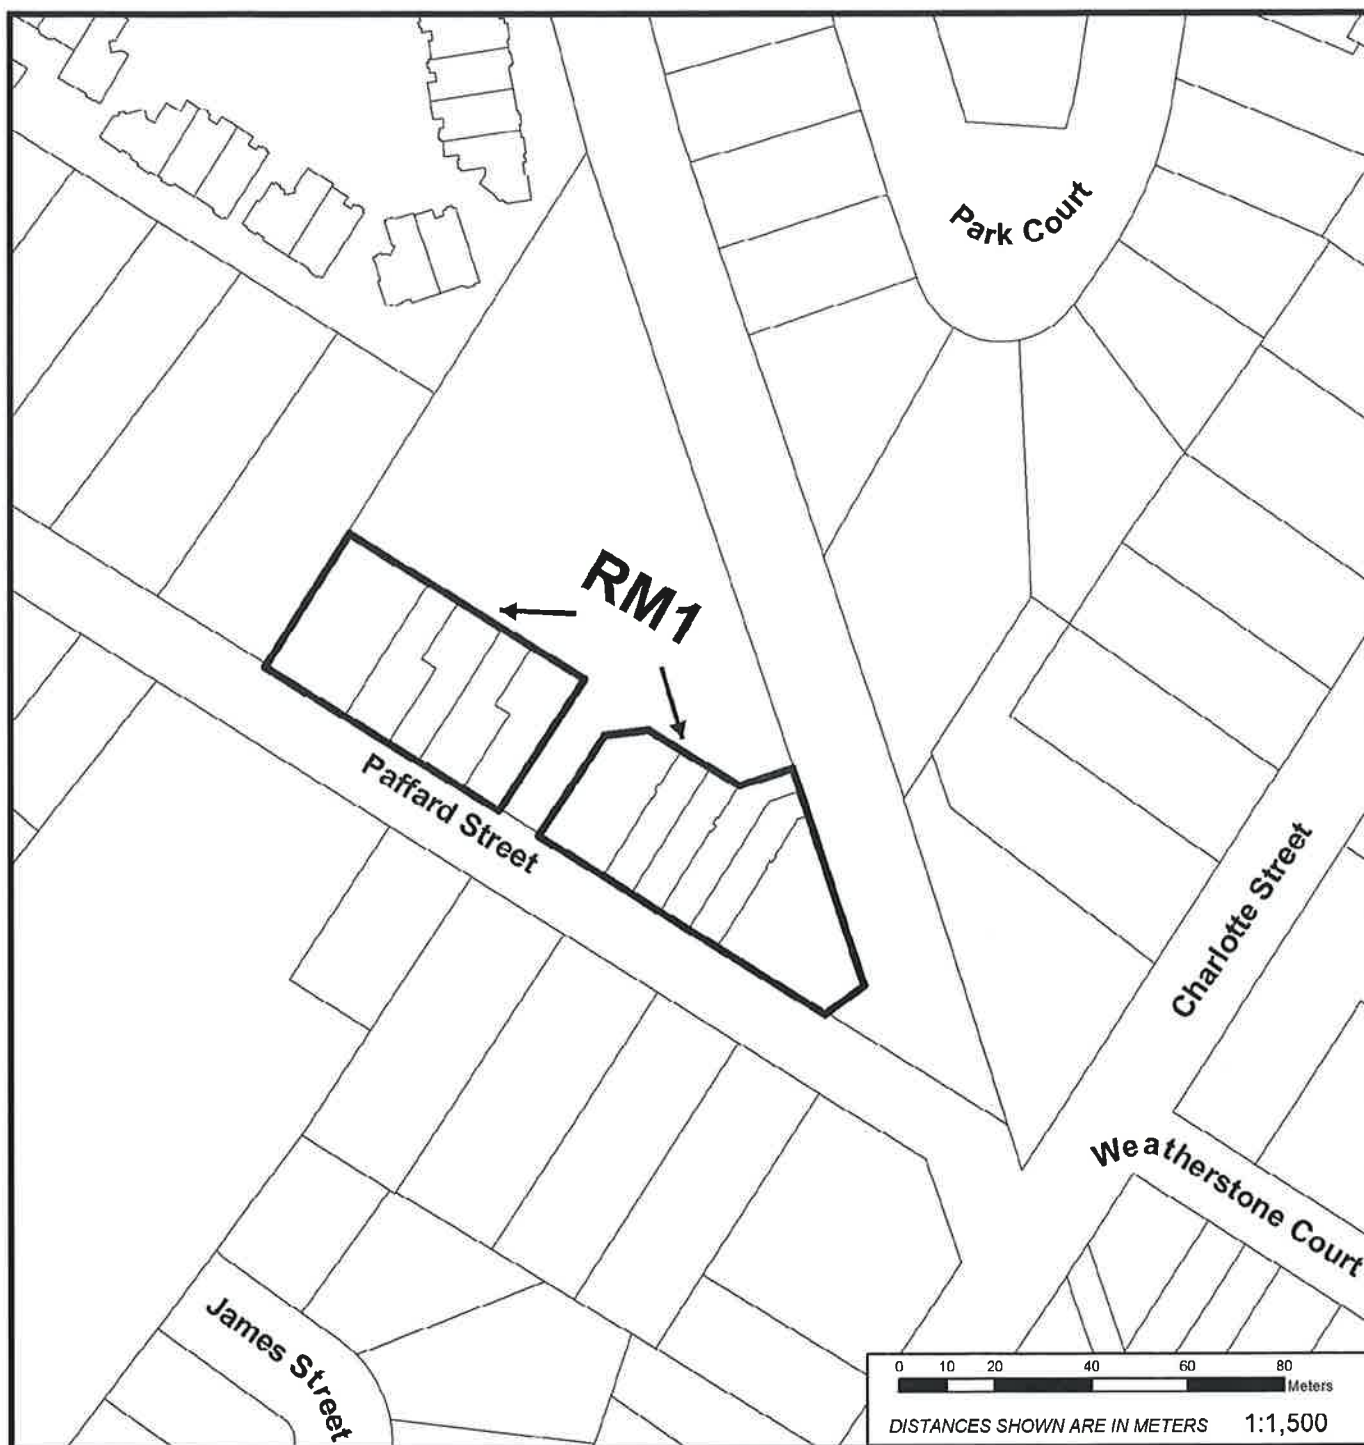 Park Court
RM1
Paffard Street
Charlotte Street
Weatherstone Court
James Street
0 10 20 40 60 80
Meters
DISTANCES SHOWN ARE IN METERS 1:1,500